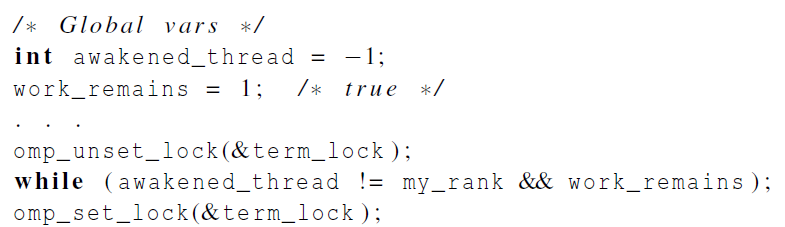 /* Global vars */
int awakened_thread = −1;
work_remains = 1; /* true */
. . .
omp_unset_lock(&term_lock);
while (awakened_thread != my_rank && work_remains);
omp_set_lock(&term_lock);